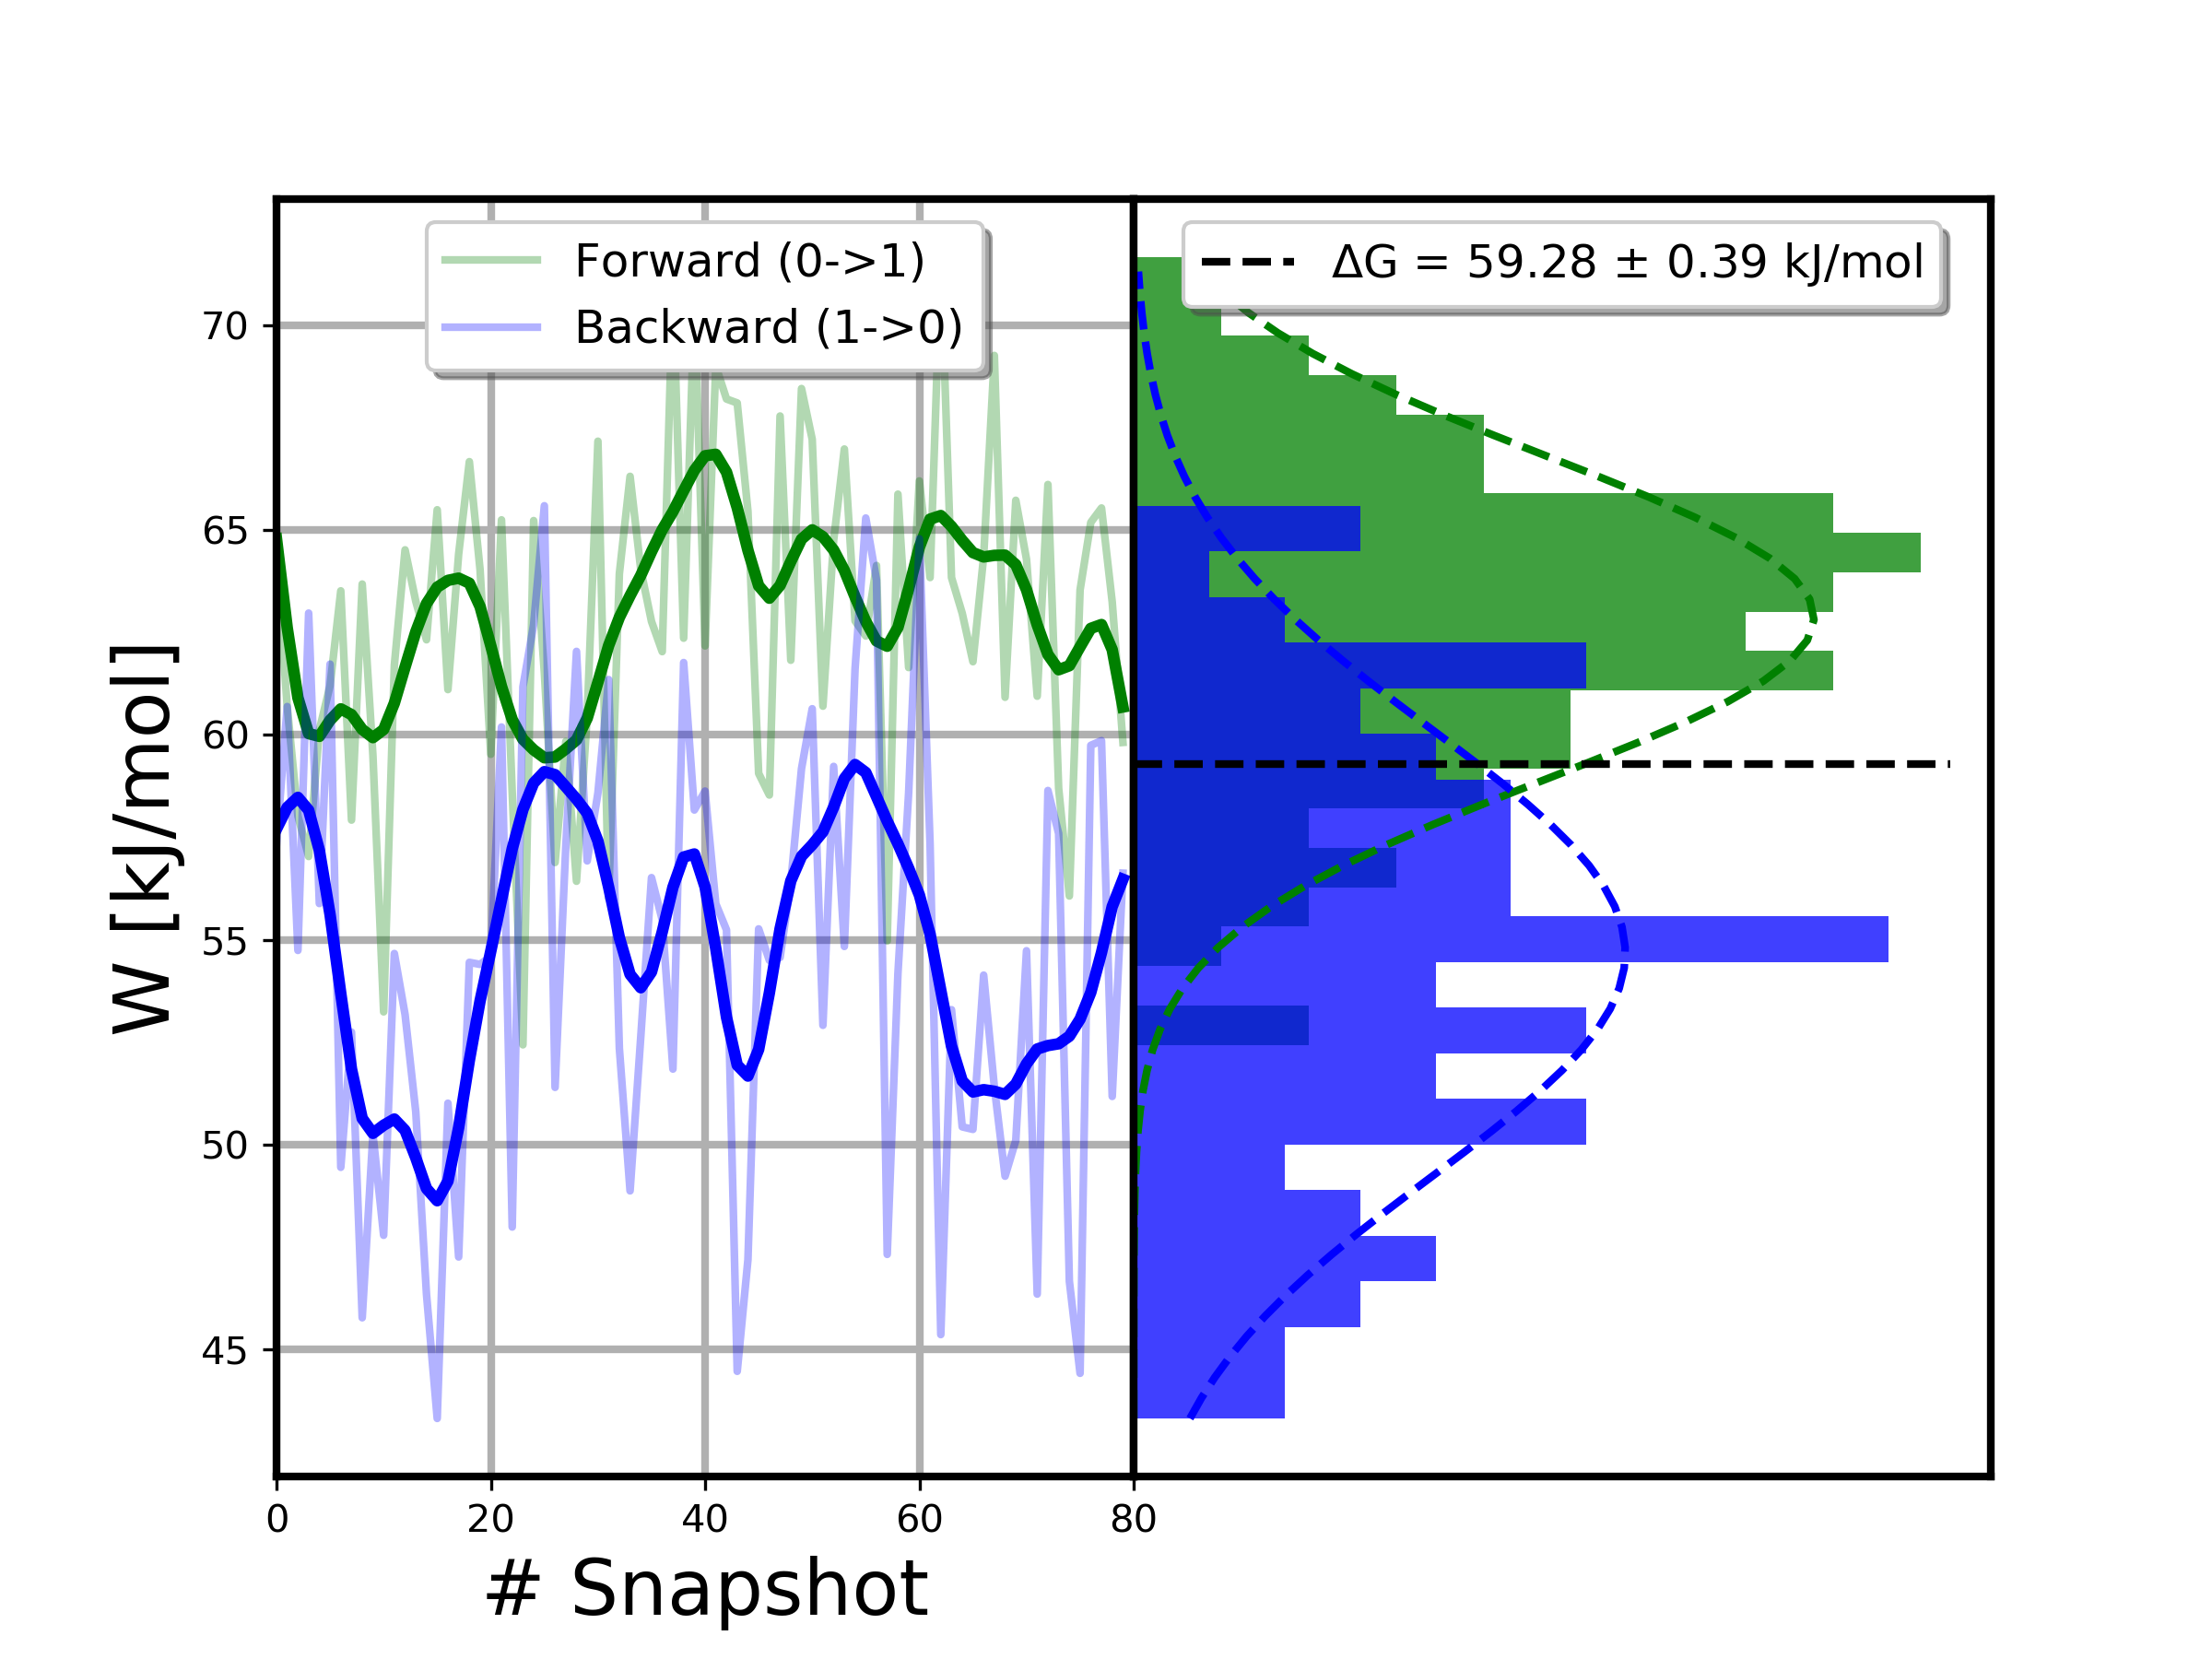 Forward (0->1)
Backward (1->0)
ΔG = 59.28 ± 0.39 kJ/mol
70
65
60
55
50
45
W [kJ/mol]
0
20
40
60
80
# Snapshot